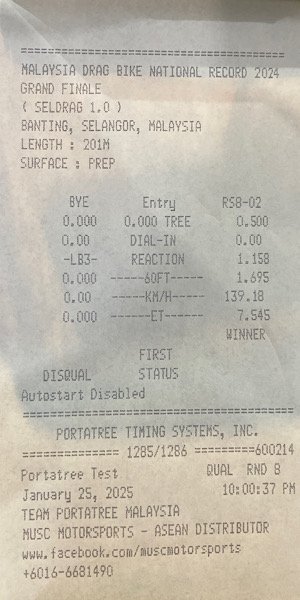 =====================================
MALAYSIA DRAG BIKE NATIONAL RECORD 2024
GRAND FINALE
( SELDRAG 1.0 )
BANTING, SELANGOR, MALAYSIA
LENGTH : 201M
SURFACE : PREP
BYE Entry RS8-02
0.000 0.000 TREE 0.500
0.00 DIAL-IN 0.00
-LB3- REACTION 1.158
0.000 -----60FT----- 1.695
0.00 -----KM/H----- 139.18
0.000 ------ET------ 7.545
WINNER
FIRST
DISQUAL STATUS
Autostart Disabled
=====================================
PORTATREE TIMING SYSTEMS, INC.
============== 1285/1286 =========600214
Portatree Test QUAL RND 8
January 25, 2025 10:00:37 PM
TEAM PORTATREE MALAYSIA
MUSC MOTORSPORTS - ASEAN DISTRIBUTOR
www.facebook.com/muscmotorsports
+6016-6681490